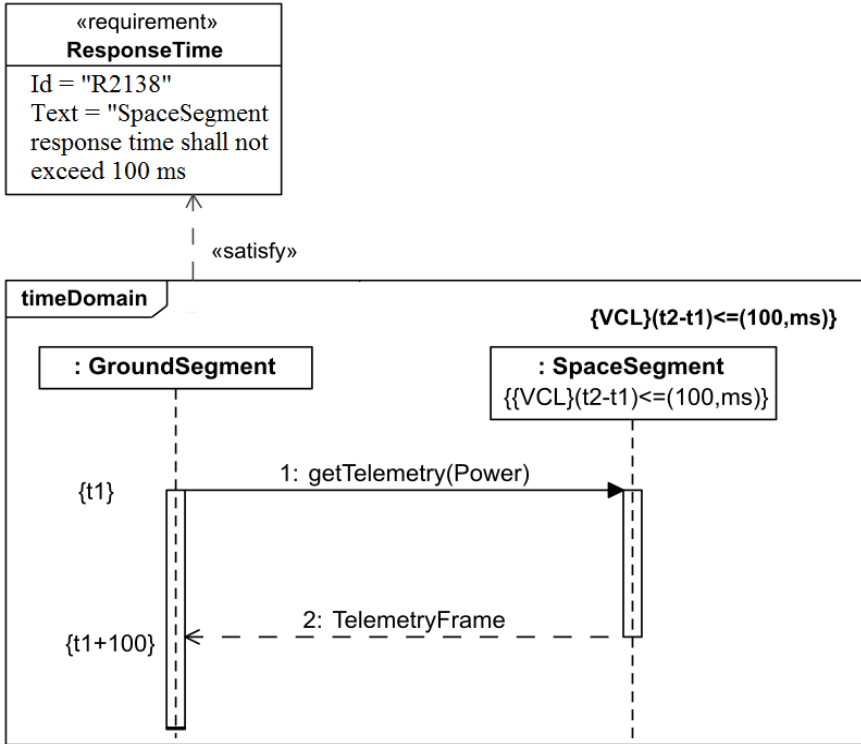 «requirement»
ResponseTime
Id = "R2138"
Text = "SpaceSegment
response time shall not
exceed 100 ms
«satisfy»
timeDomain
{VCL}(t2-t1)<=(100,ms)}
: GroundSegment
: SpaceSegment
{{VCL}(t2-t1)<=(100,ms)}
1: getTelemetry(Power)
{t1}
2: TelemetryFrame
{t1+100}